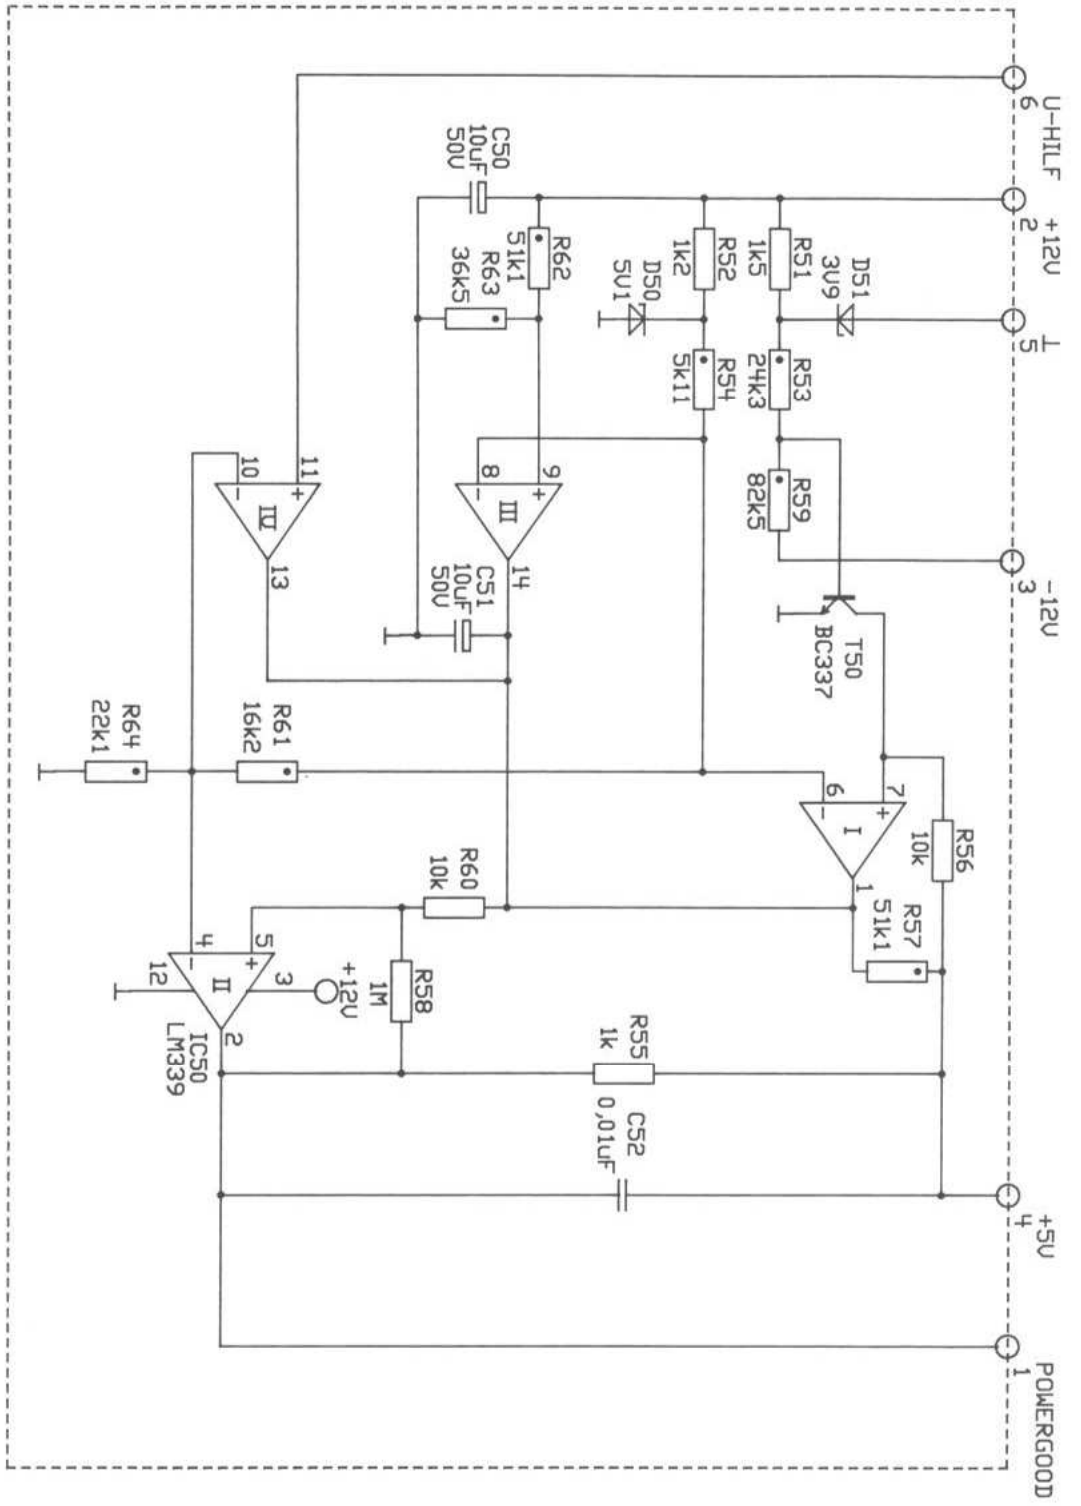 U-HILF
6
+12V
2
⊥
5
-12V
3
+5V
4
POWERGOOD
1
C50
10uF
50V
R62
51k1
R63
36k5
R52
1k2
D50
5V1
R54
5k11
R51
1k5
D51
3V9
R53
24k3
R59
82k5
T50
BC337
11
+
10
-
IV
13
9
+
8
-
III
14
C51
10uF
50V
R64
22k1
R61
16k2
7
+
6
-
I
1
R56
10k
R57
51k1
R60
10k
R58
1M
+12V
5
+
4
-
II
3
12
2
IC50
LM339
R55
1k
C52
0,01uF